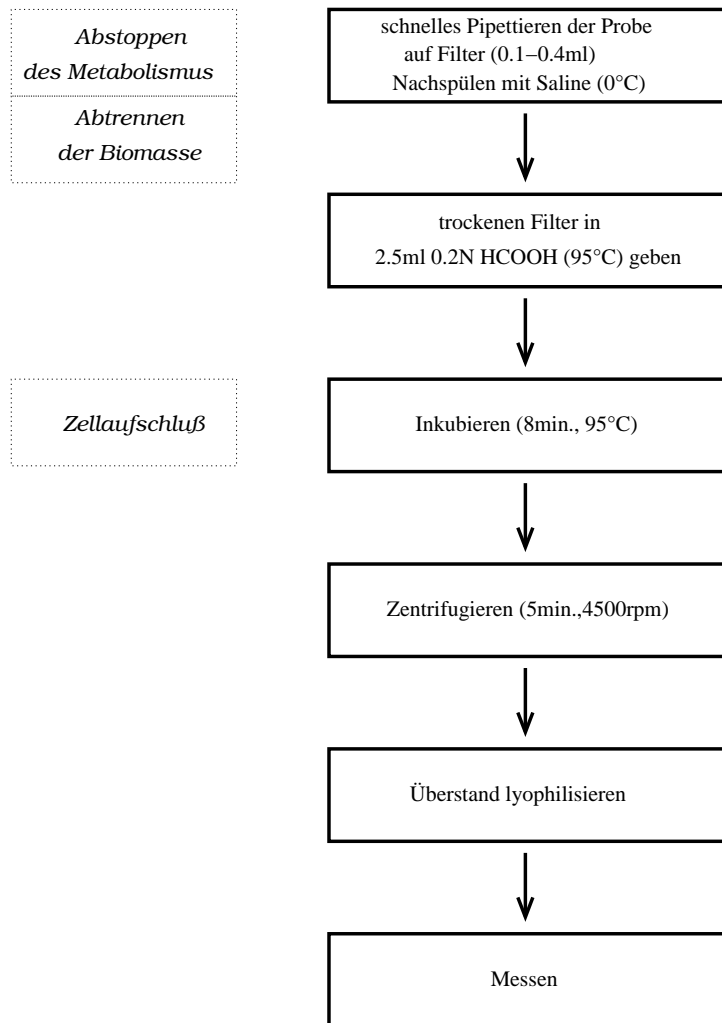 Abstoppen
des Metabolismus
Abtrennen
der Biomasse
schnelles Pipettieren der Probe
auf Filter (0.1–0.4ml)
Nachspülen mit Saline (0°C)
trockenen Filter in
2.5ml 0.2N HCOOH (95°C) geben
Zellaufschluß
Inkubieren (8min., 95°C)
Zentrifugieren (5min.,4500rpm)
Überstand lyophilisieren
Messen